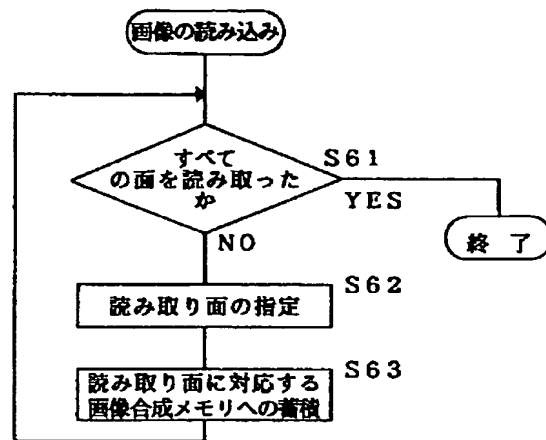 画像の読み込み
すべて
の面を読み取った
か
S61
YES
終了
NO
S62
読み取り面の指定
S63
読み取り面に対応する
画像合成メモリへの蓄積